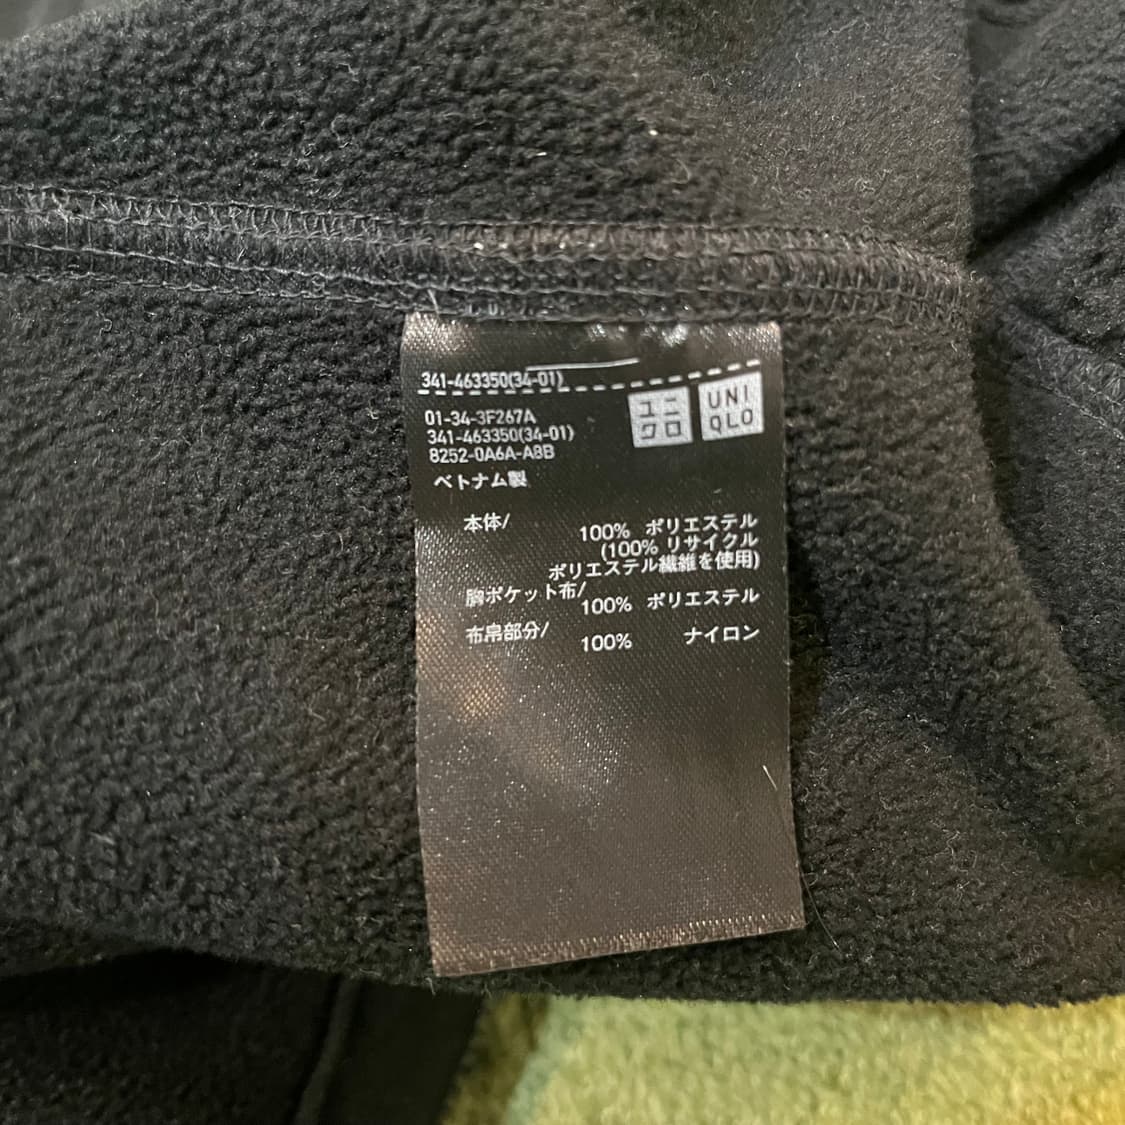 341-463350(34-01)
ユニ
クロ
UNI
QLO
01-34-3F267A
341-463350(34-01)
8252-0A6A-A8B
ベトナム製
本体/ 100% ポリエステル
(100% リサイクル
ポリエステル繊維を使用)
胸ポケット布/ 100% ポリエステル
布帛部分/ 100% ナイロン